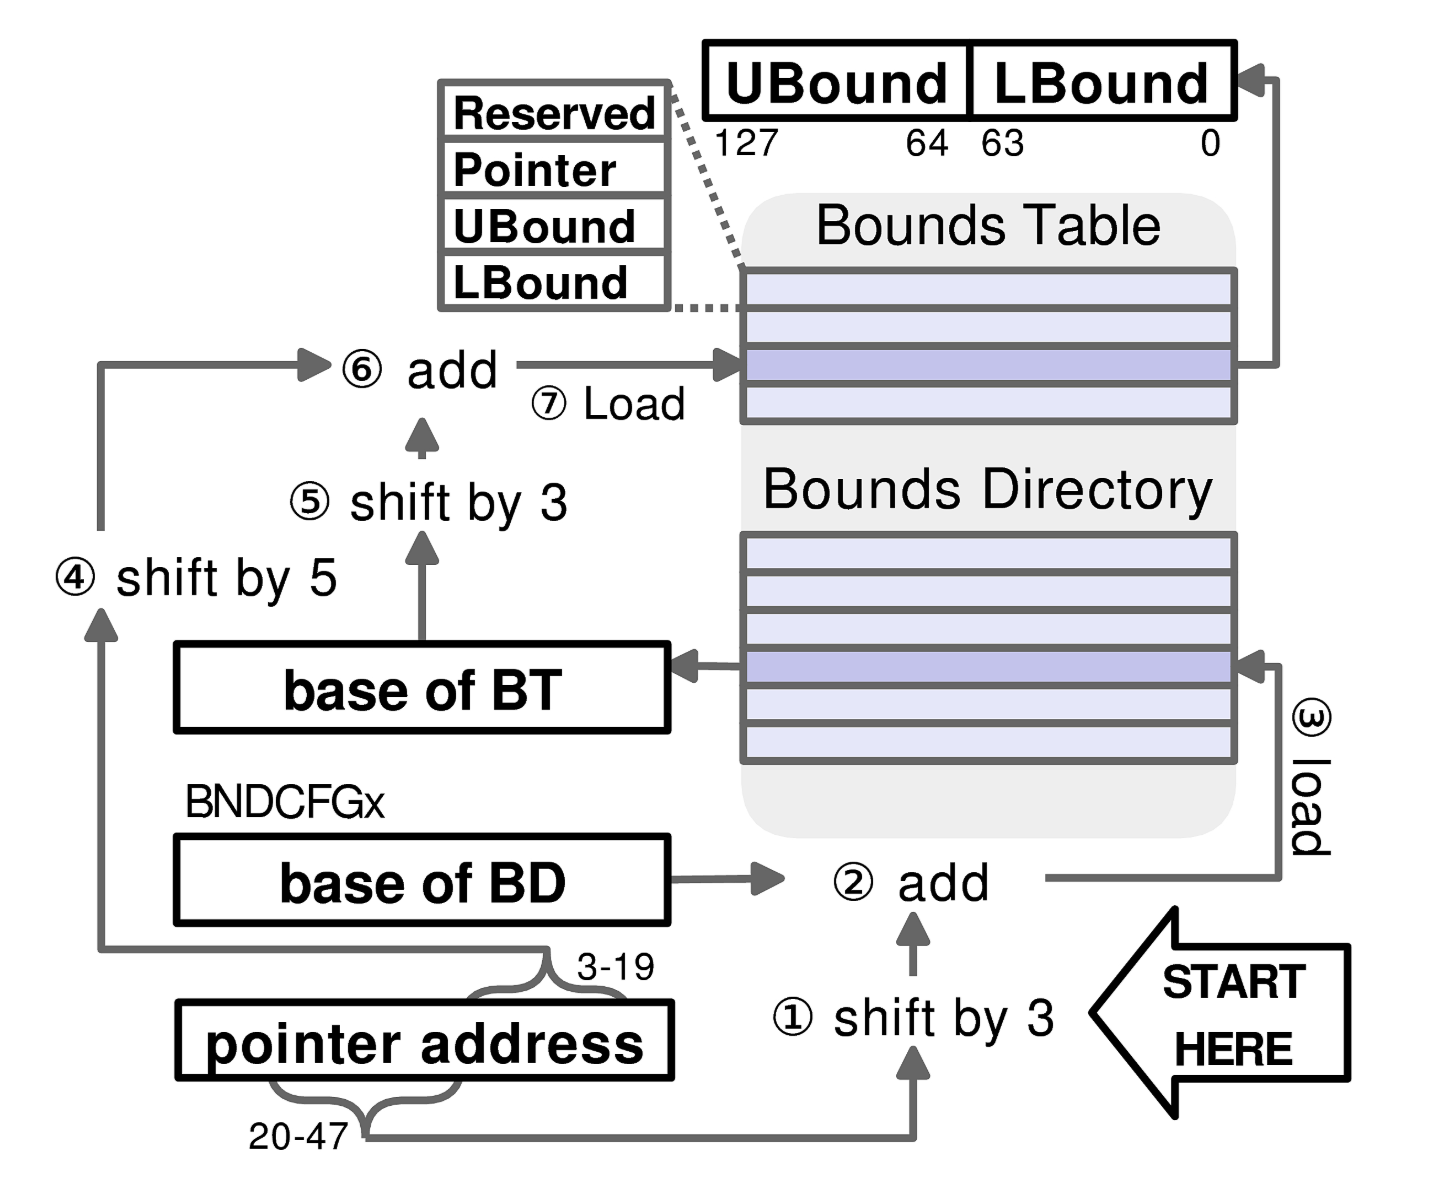 UBound LBound
127 64 63 0
Reserved
Pointer
UBound
LBound
Bounds Table
⑥ add
⑦ Load
⑤ shift by 3
Bounds Directory
④ shift by 5
base of BT
③ load
BNDCFGx
base of BD
② add
3-19
pointer address
① shift by 3
START
HERE
20-47